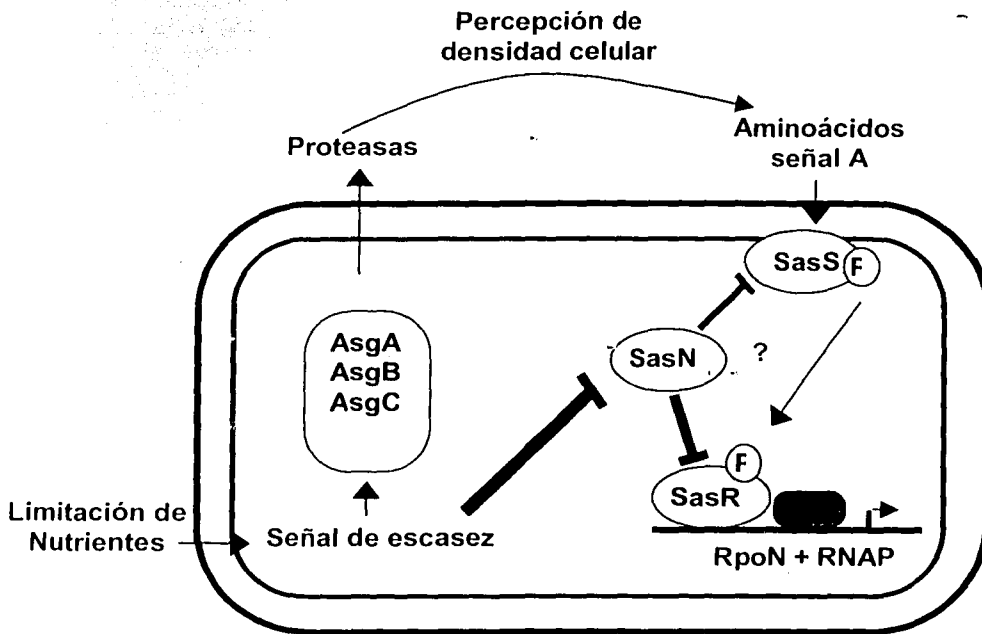 Percepción de
densidad celular
Proteasas
Aminoácidos
señal A
SasS
F
AsgA
AsgB
AsgC
SasN
?
F
SasR
Limitación de
Nutrientes
Señal de escasez
RpoN + RNAP